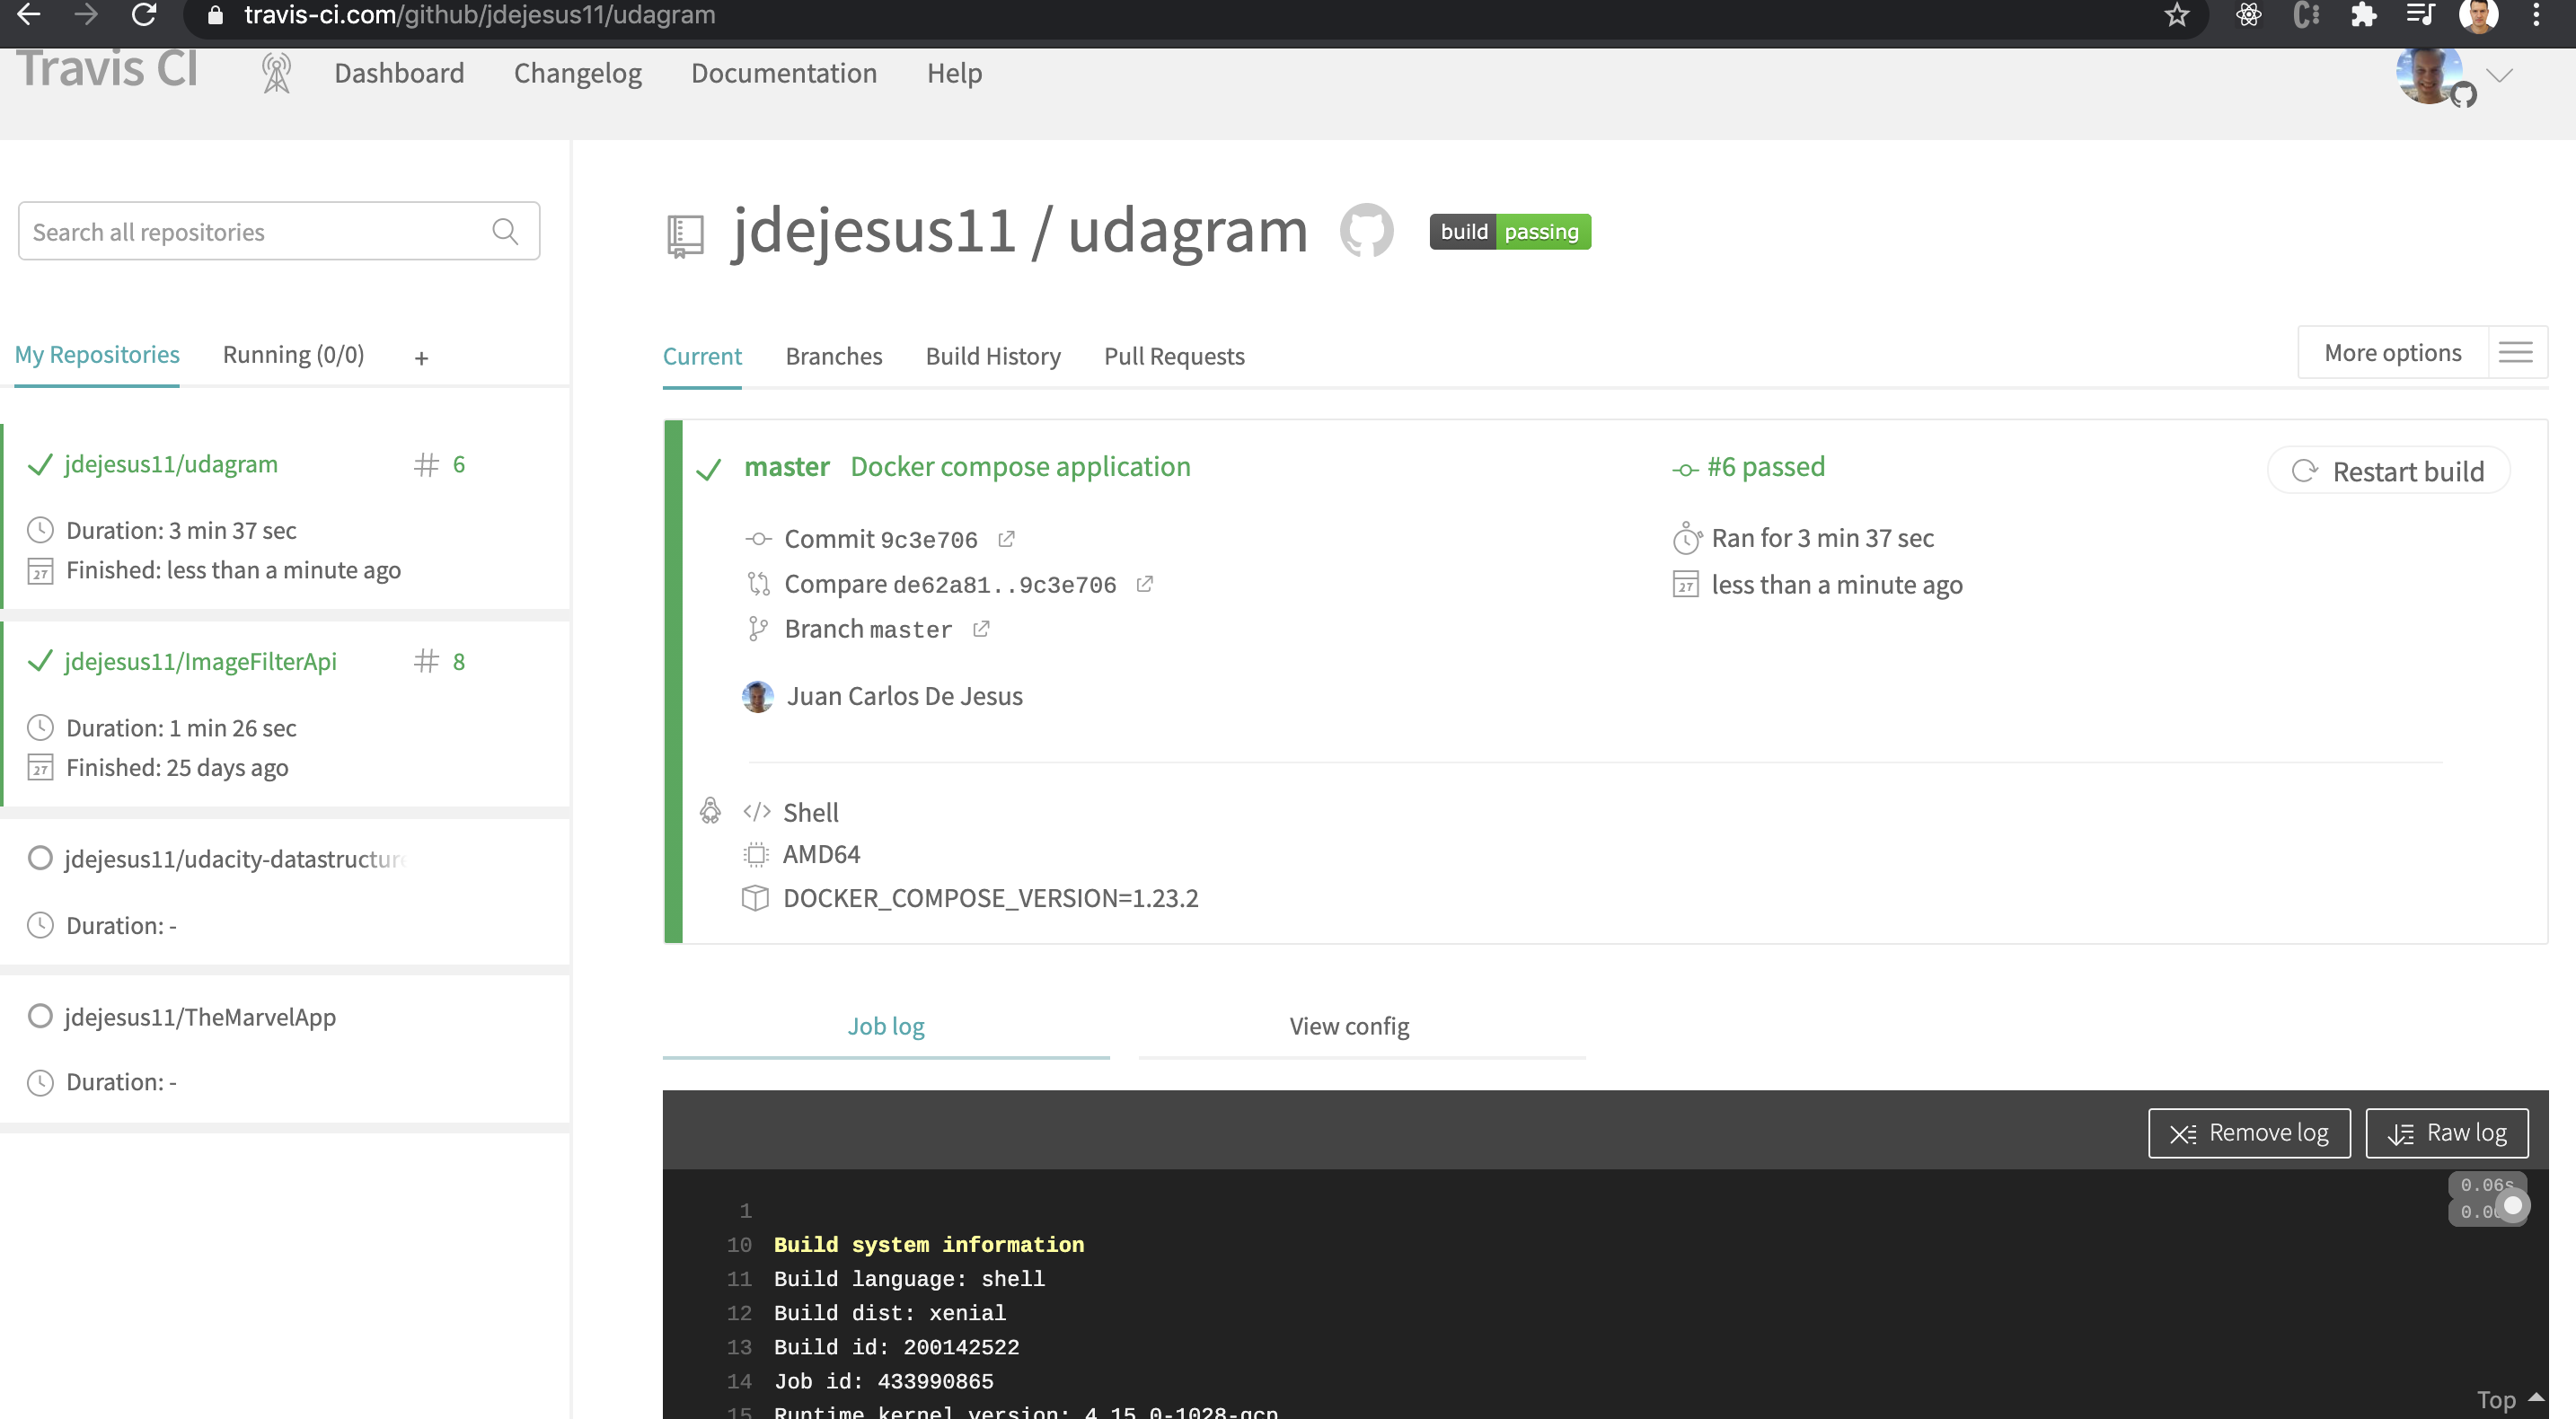 travis-ci.com/github/jdejesus11/udagram
Travis CI
Dashboard
Changelog
Documentation
Help
Search all repositories
My Repositories
Running (0/0)
+
jdejesus11/udagram
# 6
Duration: 3 min 37 sec
27
Finished: less than a minute ago
jdejesus11/ImageFilterApi
# 8
Duration: 1 min 26 sec
27
Finished: 25 days ago
jdejesus11/udacity-datastructure
Duration: -
jdejesus11/TheMarvelApp
Duration: -
jdejesus11 / udagram
build passing
Current
Branches
Build History
Pull Requests
More options
master Docker compose application
#6 passed
Restart build
Commit 9c3e706
Ran for 3 min 37 sec
Compare de62a81..9c3e706
27
less than a minute ago
Branch master
Juan Carlos De Jesus
</> Shell
AMD64
DOCKER_COMPOSE_VERSION=1.23.2
Job log
View config
Remove log
Raw log
1
0.06s
10 Build system information
11 Build language: shell
12 Build dist: xenial
13 Build id: 200142522
14 Job id: 433990865
15 Runtime kernel version: 4.15.0-1028-gcp
Top